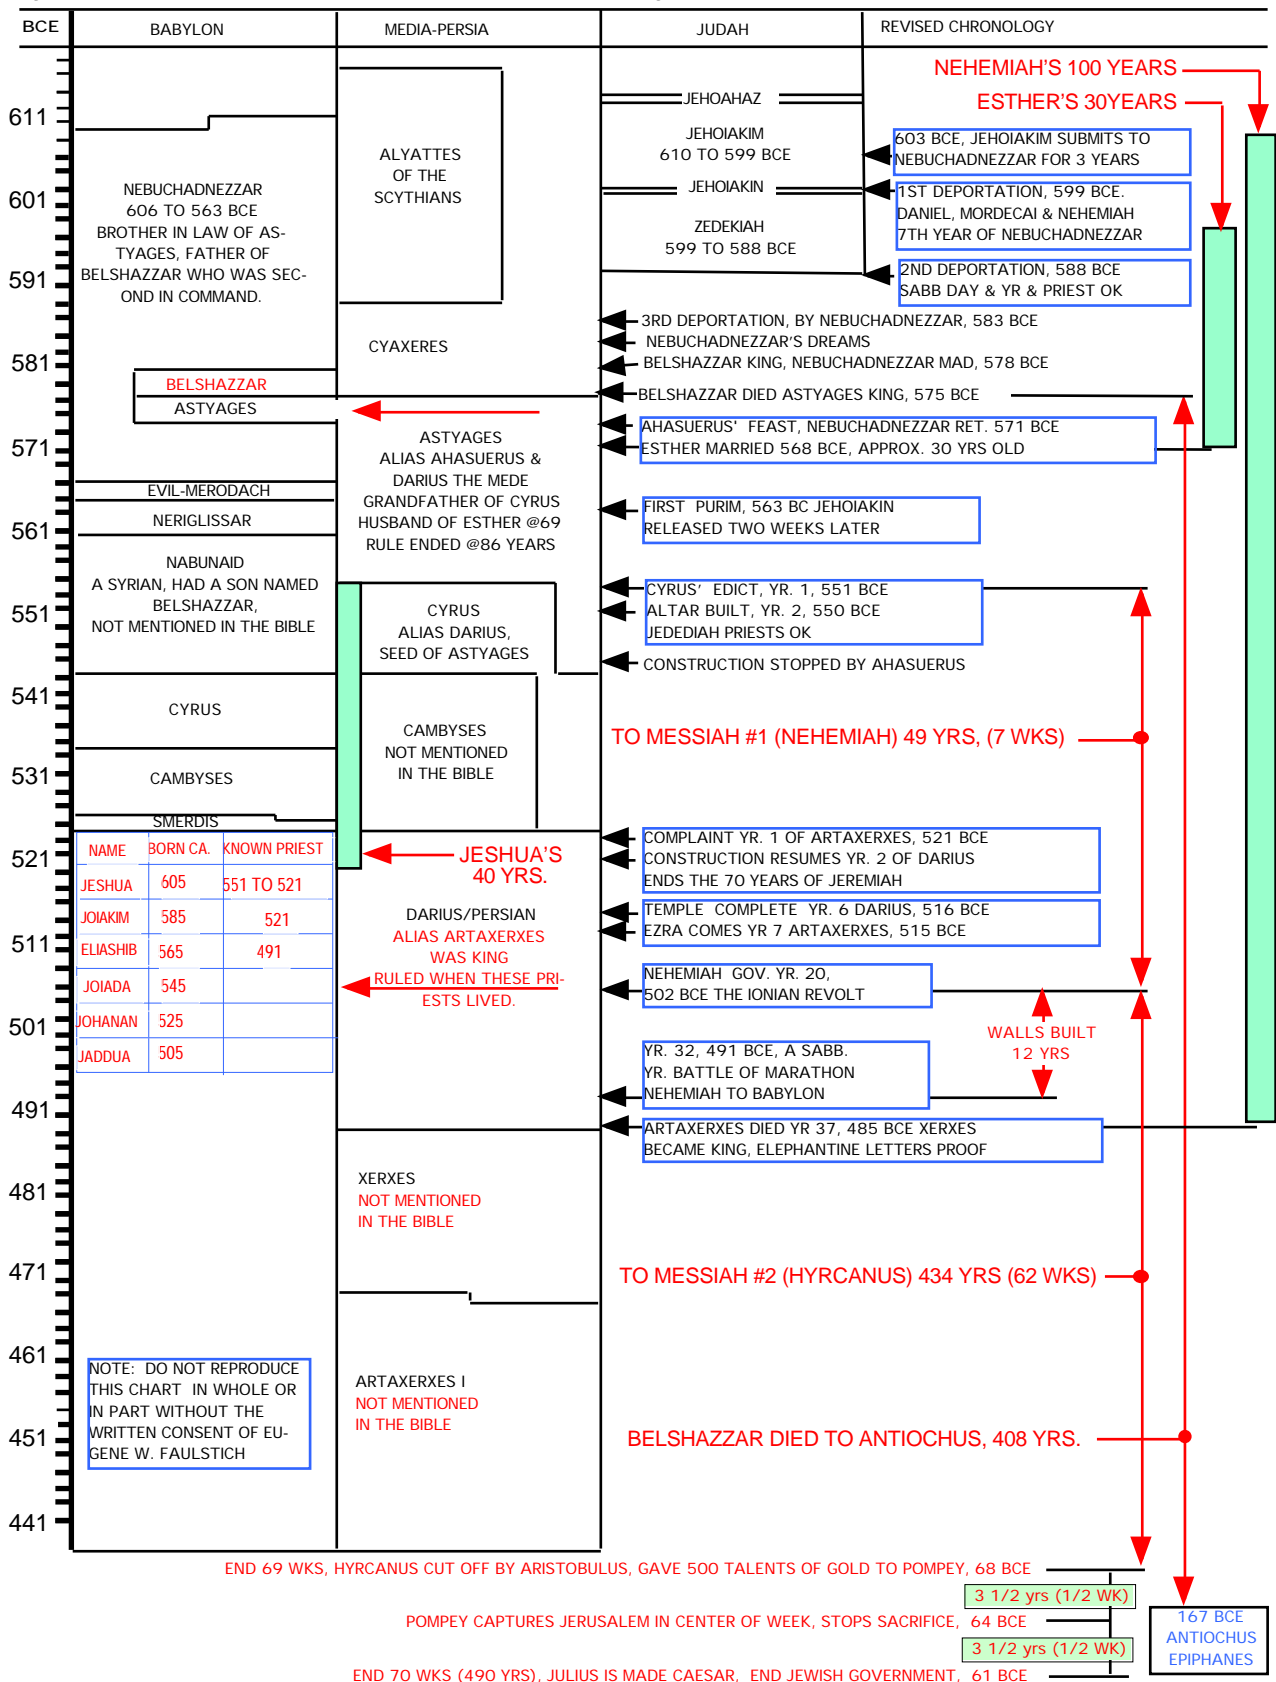 BCE
BABYLON
MEDIA-PERSIA
JUDAH
REVISED CHRONOLOGY
611
601
591
581
571
561
551
541
531
521
511
501
491
481
471
461
451
441
NEBUCHADNEZZAR
606 TO 563 BCE
BROTHER IN LAW OF AS-
TYAGES, FATHER OF
BELSHAZZAR WHO WAS SEC-
OND IN COMMAND.
BELSHAZZAR
ASTYAGES
EVIL-MERODACH
NERIGLISSAR
NABUNAID
A SYRIAN, HAD A SON NAMED
BELSHAZZAR,
NOT MENTIONED IN THE BIBLE
CYRUS
CAMBYSES
SMERDIS
NAME BORN CA. KNOWN PRIEST
JESHUA 605 551 TO 521
JOIAKIM 585 521
ELIASHIB 565 491
JOIADA 545
JOHANAN 525
JADDUA 505
NOTE: DO NOT REPRODUCE
THIS CHART IN WHOLE OR
IN PART WITHOUT THE
WRITTEN CONSENT OF EU-
GENE W. FAULSTICH
ALYATTES
OF THE
SCYTHIANS
CYAXERES
ASTYAGES
ALIAS AHASUERUS &
DARIUS THE MEDE
GRANDFATHER OF CYRUS
HUSBAND OF ESTHER @69
RULE ENDED @86 YEARS
CYRUS
ALIAS DARIUS,
SEED OF ASTYAGES
CAMBYSES
NOT MENTIONED
IN THE BIBLE
JESHUA'S
40 YRS.
DARIUS/PERSIAN
ALIAS ARTAXERXES
WAS KING
RULED WHEN THESE PRI-
ESTS LIVED.
XERXES
NOT MENTIONED
IN THE BIBLE
ARTAXERXES I
NOT MENTIONED
IN THE BIBLE
JEHOAHAZ
JEHOIAKIM
610 TO 599 BCE
JEHOIAKIN
ZEDEKIAH
599 TO 588 BCE
NEHEMIAH'S 100 YEARS
ESTHER'S 30YEARS
603 BCE, JEHOIAKIM SUBMITS TO
NEBUCHADNEZZAR FOR 3 YEARS
1ST DEPORTATION, 599 BCE.
DANIEL, MORDECAI & NEHEMIAH
7TH YEAR OF NEBUCHADNEZZAR
2ND DEPORTATION, 588 BCE
SABB DAY & YR & PRIEST OK
3RD DEPORTATION, BY NEBUCHADNEZZAR, 583 BCE
NEBUCHADNEZZAR'S DREAMS
BELSHAZZAR KING, NEBUCHADNEZZAR MAD, 578 BCE
BELSHAZZAR DIED ASTYAGES KING, 575 BCE
AHASUERUS' FEAST, NEBUCHADNEZZAR RET. 571 BCE
ESTHER MARRIED 568 BCE, APPROX. 30 YRS OLD
FIRST PURIM, 563 BC JEHOIAKIN
RELEASED TWO WEEKS LATER
CYRUS' EDICT, YR. 1, 551 BCE
ALTAR BUILT, YR. 2, 550 BCE
JEDEDIAH PRIESTS OK
CONSTRUCTION STOPPED BY AHASUERUS
TO MESSIAH #1 (NEHEMIAH) 49 YRS, (7 WKS)
COMPLAINT YR. 1 OF ARTAXERXES, 521 BCE
CONSTRUCTION RESUMES YR. 2 OF DARIUS
ENDS THE 70 YEARS OF JEREMIAH
TEMPLE COMPLETE YR. 6 DARIUS, 516 BCE
EZRA COMES YR 7 ARTAXERXES, 515 BCE
NEHEMIAH GOV. YR. 20,
502 BCE THE IONIAN REVOLT
WALLS BUILT
12 YRS
YR. 32, 491 BCE, A SABB.
YR. BATTLE OF MARATHON
NEHEMIAH TO BABYLON
ARTAXERXES DIED YR 37, 485 BCE XERXES
BECAME KING, ELEPHANTINE LETTERS PROOF
TO MESSIAH #2 (HYRCANUS) 434 YRS (62 WKS)
BELSHAZZAR DIED TO ANTIOCHUS, 408 YRS.
END 69 WKS, HYRCANUS CUT OFF BY ARISTOBULUS, GAVE 500 TALENTS OF GOLD TO POMPEY, 68 BCE
3 1/2 yrs (1/2 WK)
POMPEY CAPTURES JERUSALEM IN CENTER OF WEEK, STOPS SACRIFICE, 64 BCE
3 1/2 yrs (1/2 WK)
END 70 WKS (490 YRS), JULIUS IS MADE CAESAR, END JEWISH GOVERNMENT, 61 BCE
167 BCE
ANTIOCHUS
EPIPHANES